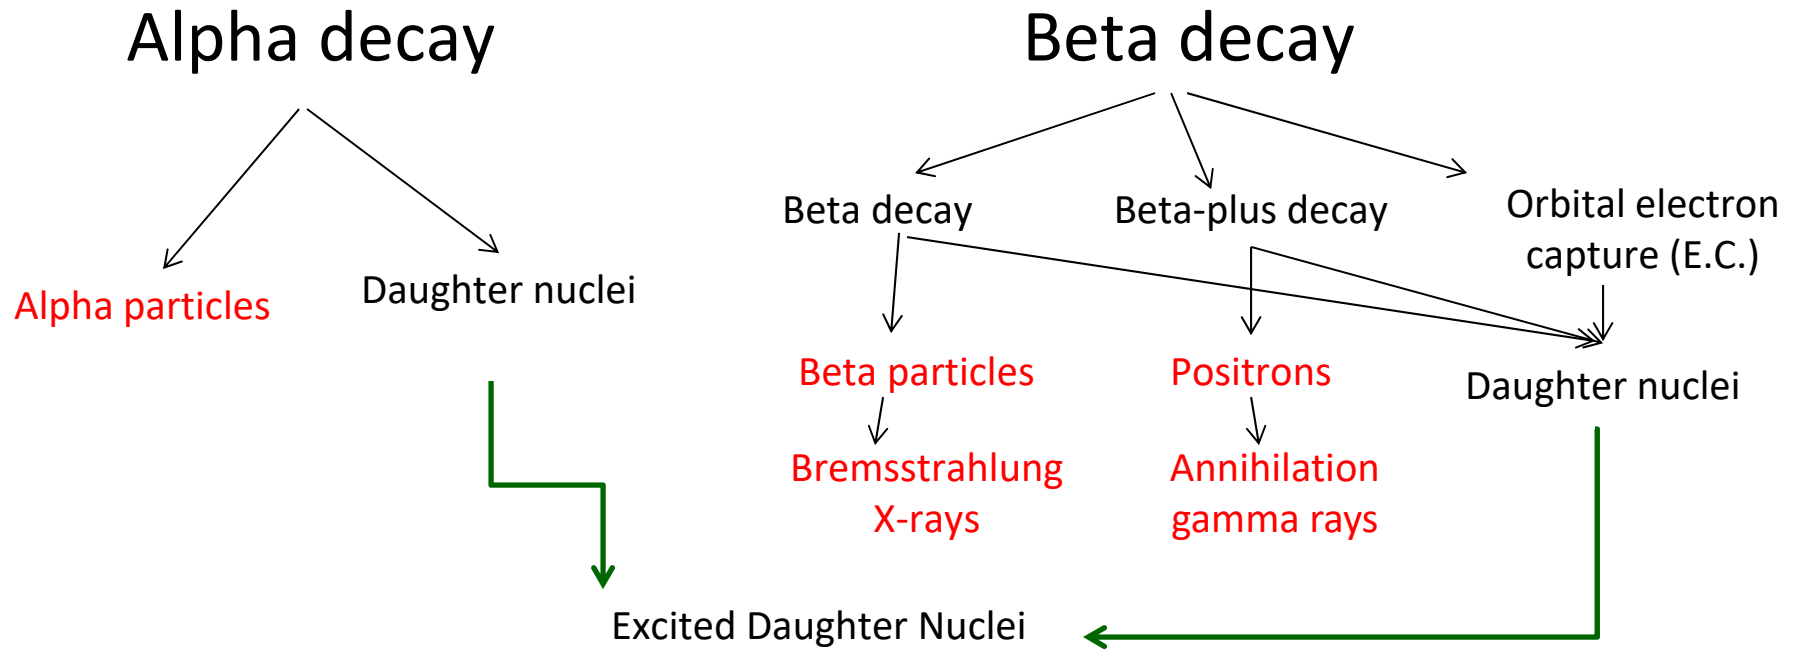 Alpha decay
Alpha particles
Daughter nuclei
Beta decay
Beta decay
Beta-plus decay
Orbital electron
capture (E.C.)
Beta particles
Positrons
Daughter nuclei
Bremsstrahlung
X-rays
Annihilation
gamma rays
Excited Daughter Nuclei